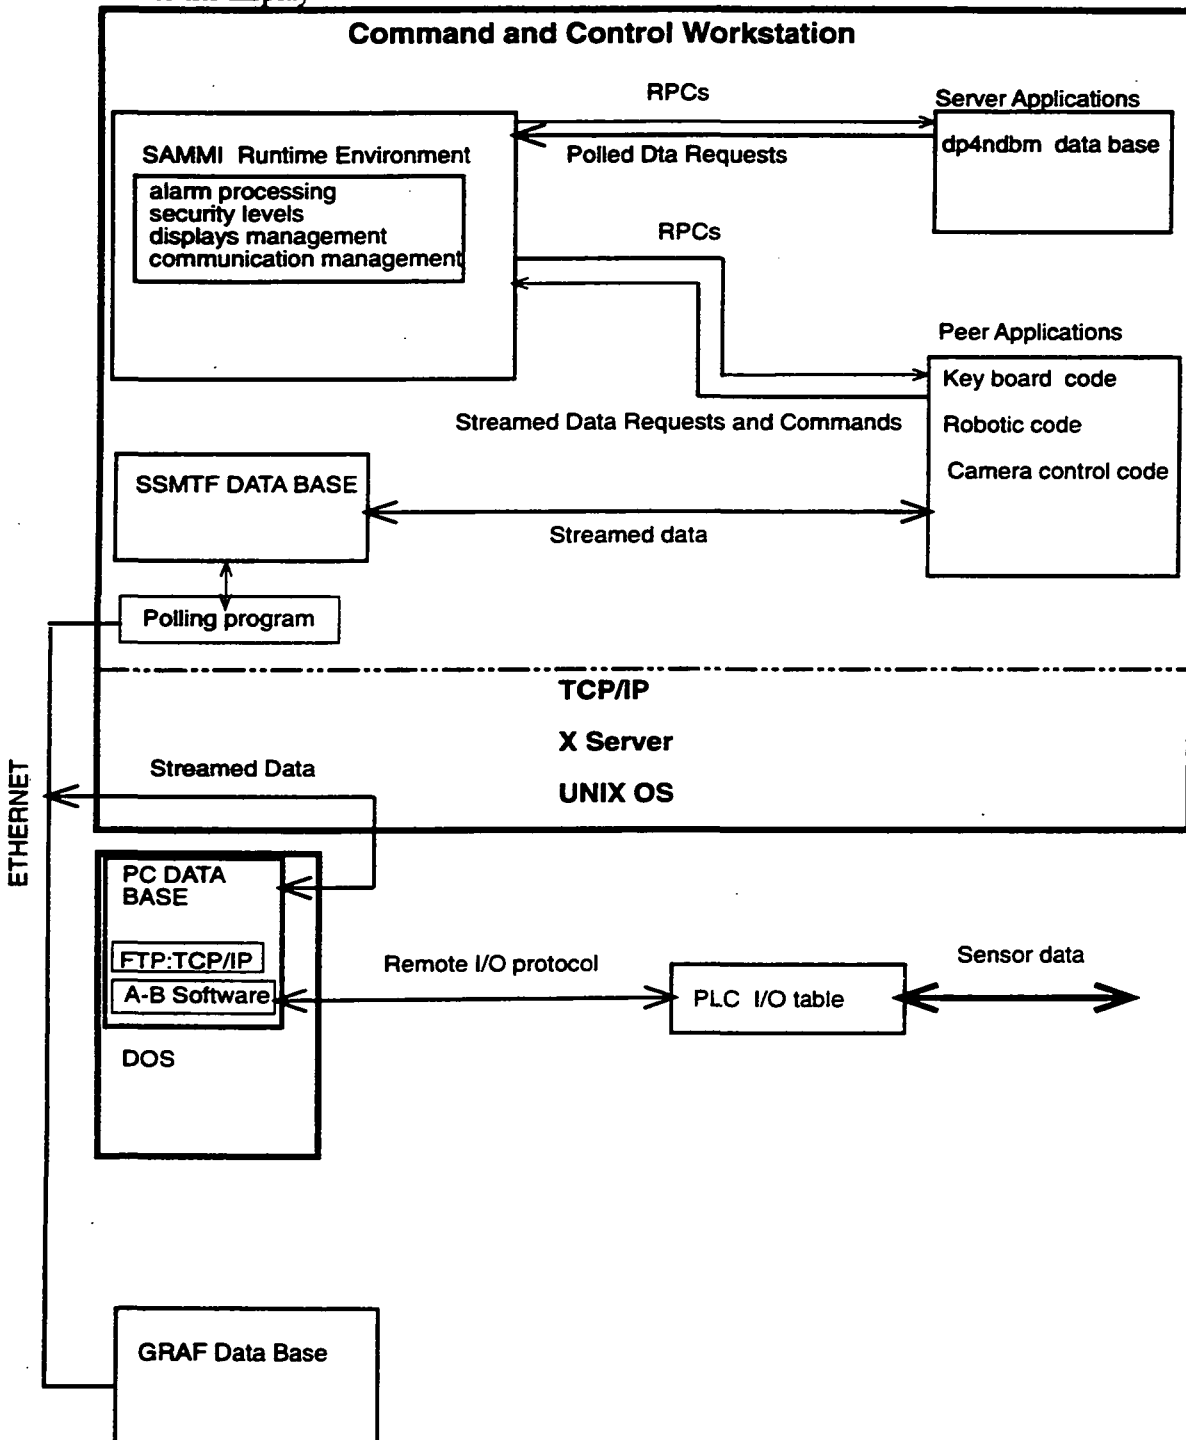 Command and Control Workstation
RPCs
Server Applications
dp4ndbm data base
SAMMI Runtime Environment
Polled Dta Requests
alarm processing
security levels
displays management
communication management
RPCs
Peer Applications
Key board code
Robotic code
Camera control code
Streamed Data Requests and Commands
SSMTF DATA BASE
Streamed data
Polling program
TCP/IP
X Server
UNIX OS
Streamed Data
ETHERNET
PC DATA
BASE
FTP:TCP/IP
A-B Software
DOS
Remote I/O protocol
PLC I/O table
Sensor data
GRAF Data Base